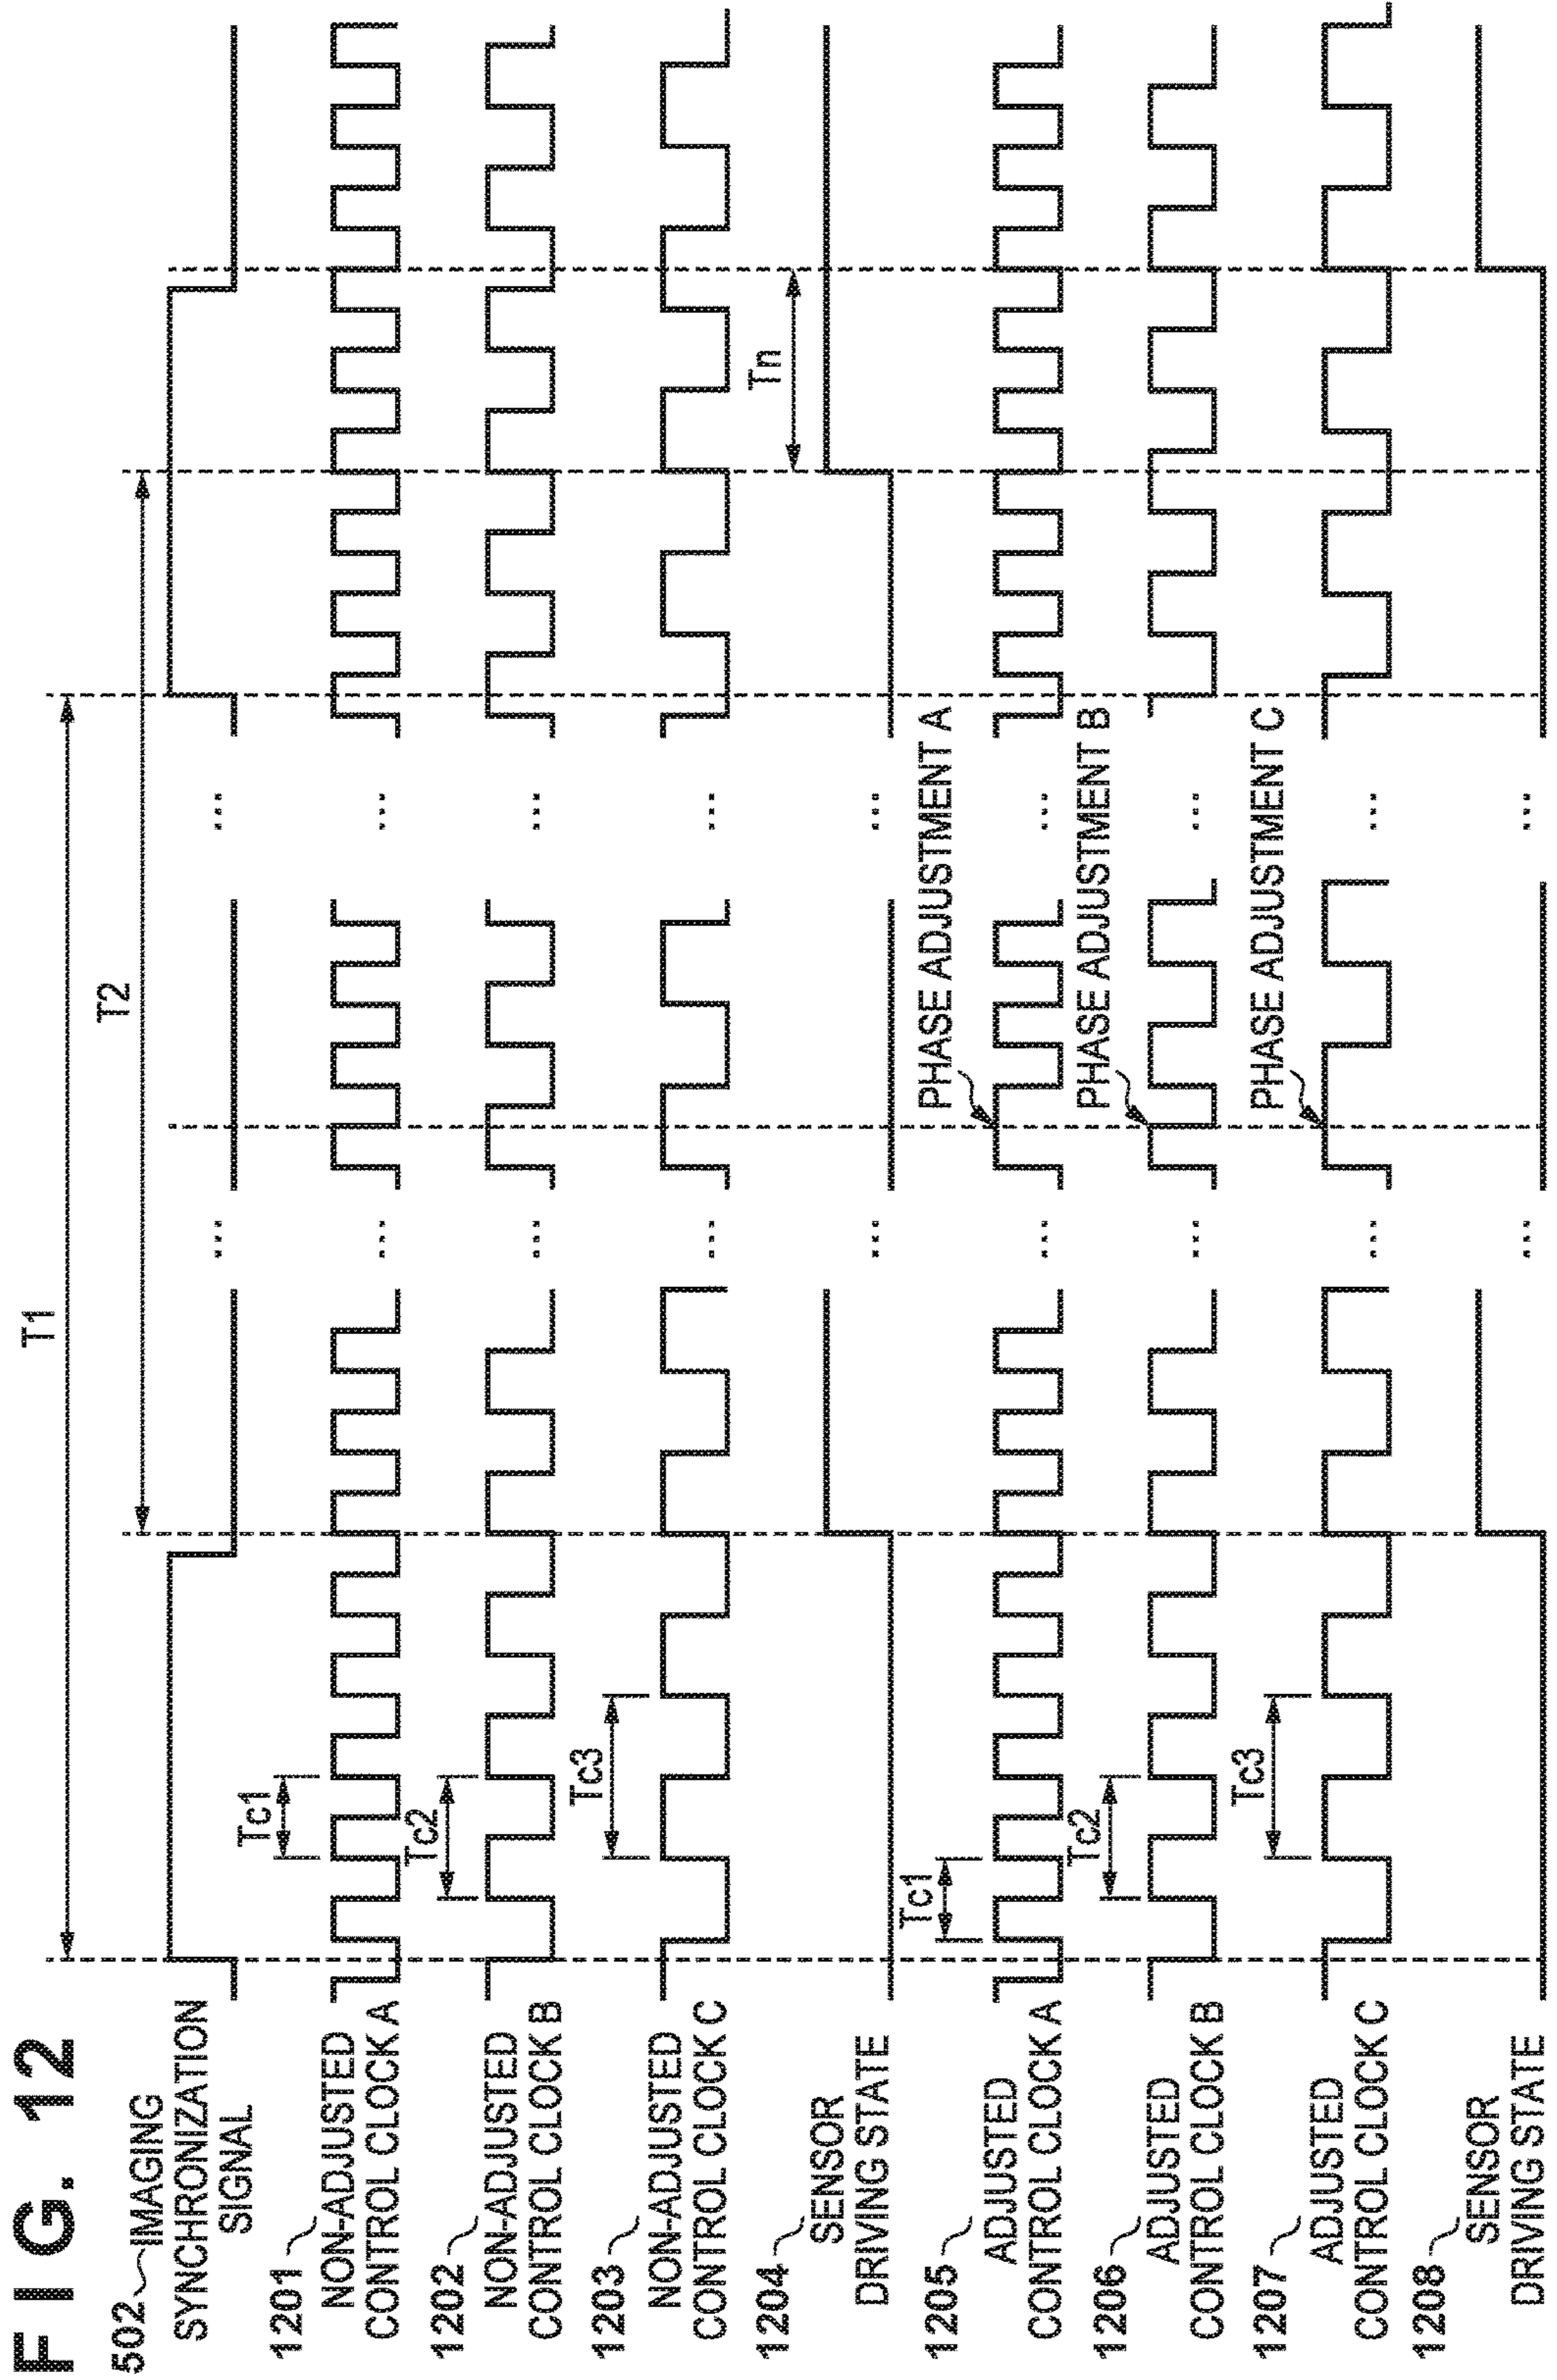 FIG. 12
T1
T2
502 IMAGING
SYNCHRONIZATION
SIGNAL
...
...
1201
NON-ADJUSTED
CONTROL CLOCK A
Tc1
...
...
1202
NON-ADJUSTED
CONTROL CLOCK B
Tc2
...
...
1203
NON-ADJUSTED
CONTROL CLOCK C
Tc3
...
...
Tn
1204
SENSOR
DRIVING STATE
...
...
1205
ADJUSTED
CONTROL CLOCK A
Tc1
PHASE ADJUSTMENT A
...
...
1206
ADJUSTED
CONTROL CLOCK B
Tc2
PHASE ADJUSTMENT B
...
...
1207
ADJUSTED
CONTROL CLOCK C
Tc3
PHASE ADJUSTMENT C
...
...
1208
SENSOR
DRIVING STATE
...
...